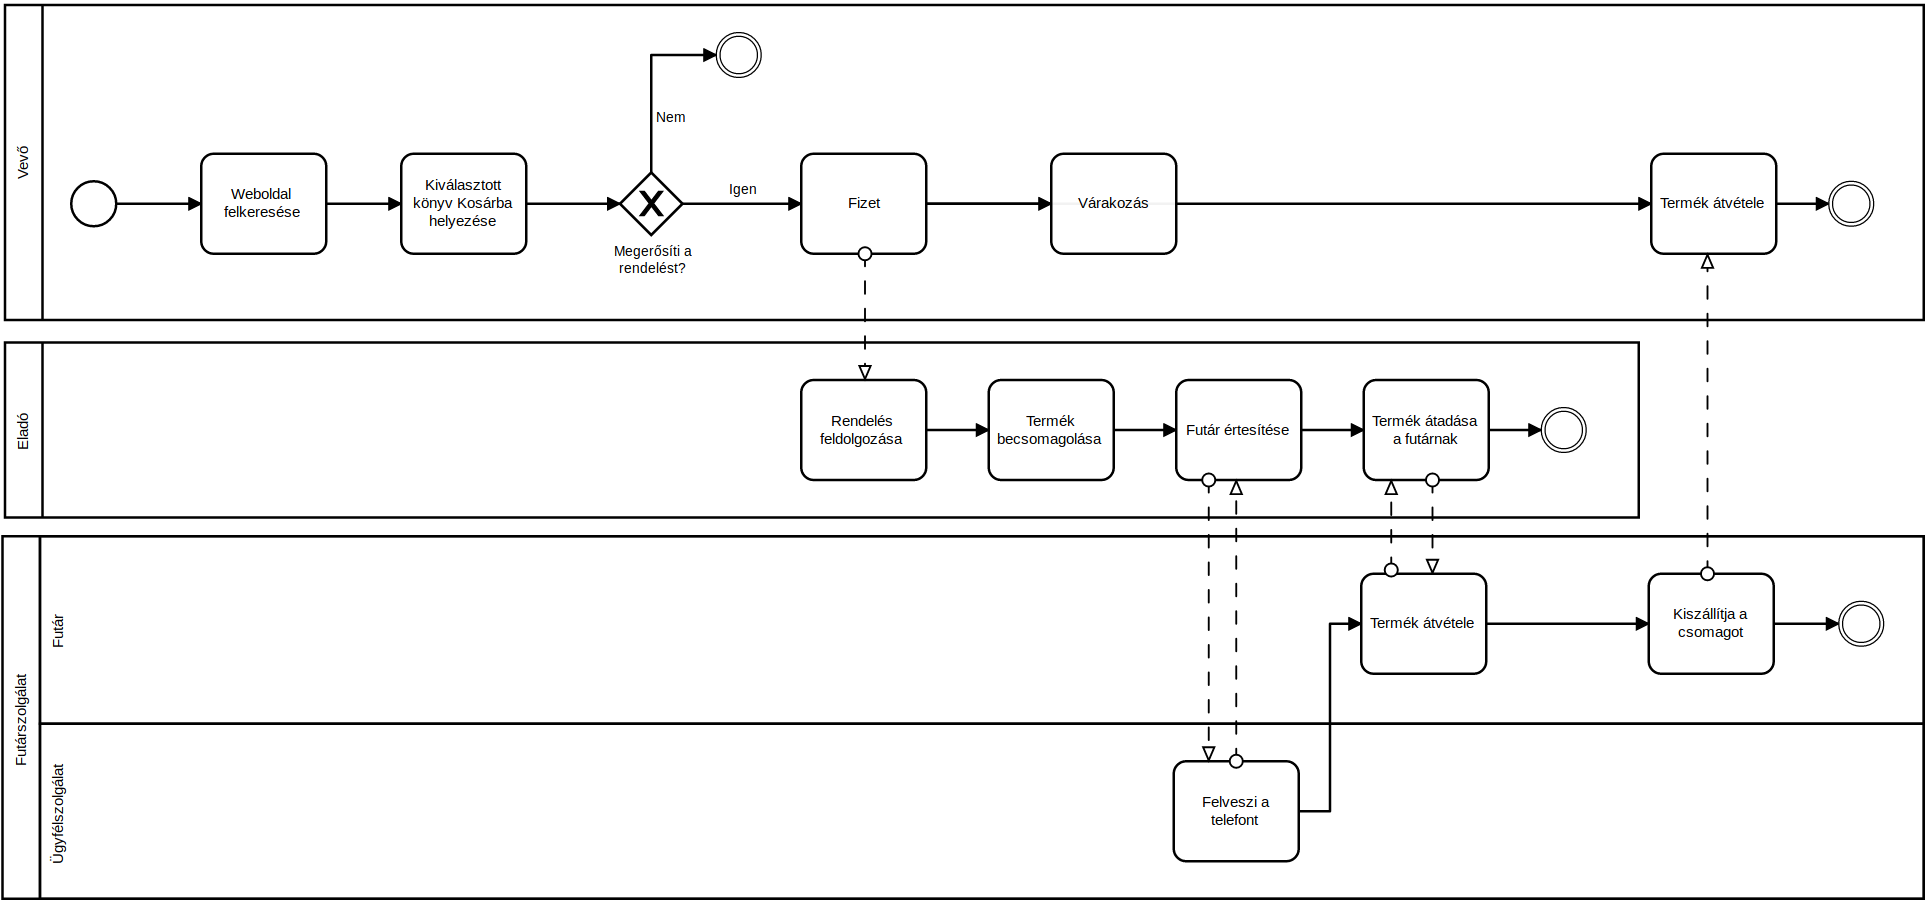 Vevő
Weboldal
felkeresése
Kiválasztott
könyv Kosárba
helyezése
Nem
Megerősíti a
rendelést?
Igen
Fizet
Várakozás
Termék átvétele
Eladó
Rendelés
feldolgozása
Termék
becsomagolása
Futár értesítése
Termék átadása
a futárnak
Futárszolgálat
Futár
Termék átvétele
Kiszállítja a
csomagot
Ügyfélszolgálat
Felveszi a
telefont